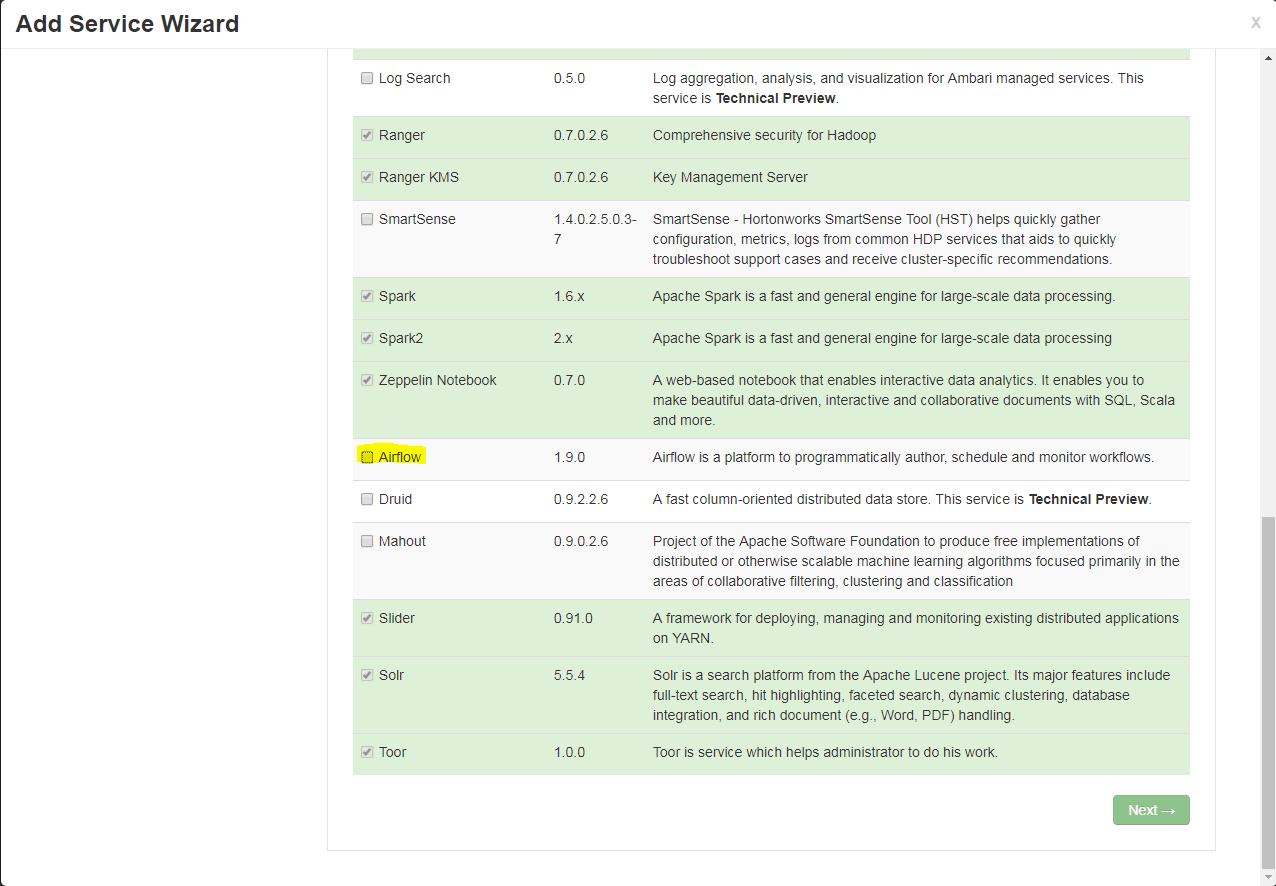 Add Service Wizard
x
Log Search 0.5.0 Log aggregation, analysis, and visualization for Ambari managed services. This
service is Technical Preview.
Ranger 0.7.0.2.6 Comprehensive security for Hadoop
Ranger KMS 0.7.0.2.6 Key Management Server
SmartSense 1.4.0.2.5.0.3- SmartSense - Hortonworks SmartSense Tool (HST) helps quickly gather
7 configuration, metrics, logs from common HDP services that aids to quickly
troubleshoot support cases and receive cluster-specific recommendations.
Spark 1.6.x Apache Spark is a fast and general engine for large-scale data processing.
Spark2 2.x Apache Spark is a fast and general engine for large-scale data processing
Zeppelin Notebook 0.7.0 A web-based notebook that enables interactive data analytics. It enables you to
make beautiful data-driven, interactive and collaborative documents with SQL, Scala
and more.
Airflow 1.9.0 Airflow is a platform to programmatically author, schedule and monitor workflows.
Druid 0.9.2.2.6 A fast column-oriented distributed data store. This service is Technical Preview.
Mahout 0.9.0.2.6 Project of the Apache Software Foundation to produce free implementations of
distributed or otherwise scalable machine learning algorithms focused primarily in the
areas of collaborative filtering, clustering and classification
Slider 0.91.0 A framework for deploying, managing and monitoring existing distributed applications
on YARN.
Solr 5.5.4 Solr is a search platform from the Apache Lucene project. Its major features include
full-text search, hit highlighting, faceted search, dynamic clustering, database
integration, and rich document (e.g., Word, PDF) handling.
Toor 1.0.0 Toor is service which helps administrator to do his work.
Next →